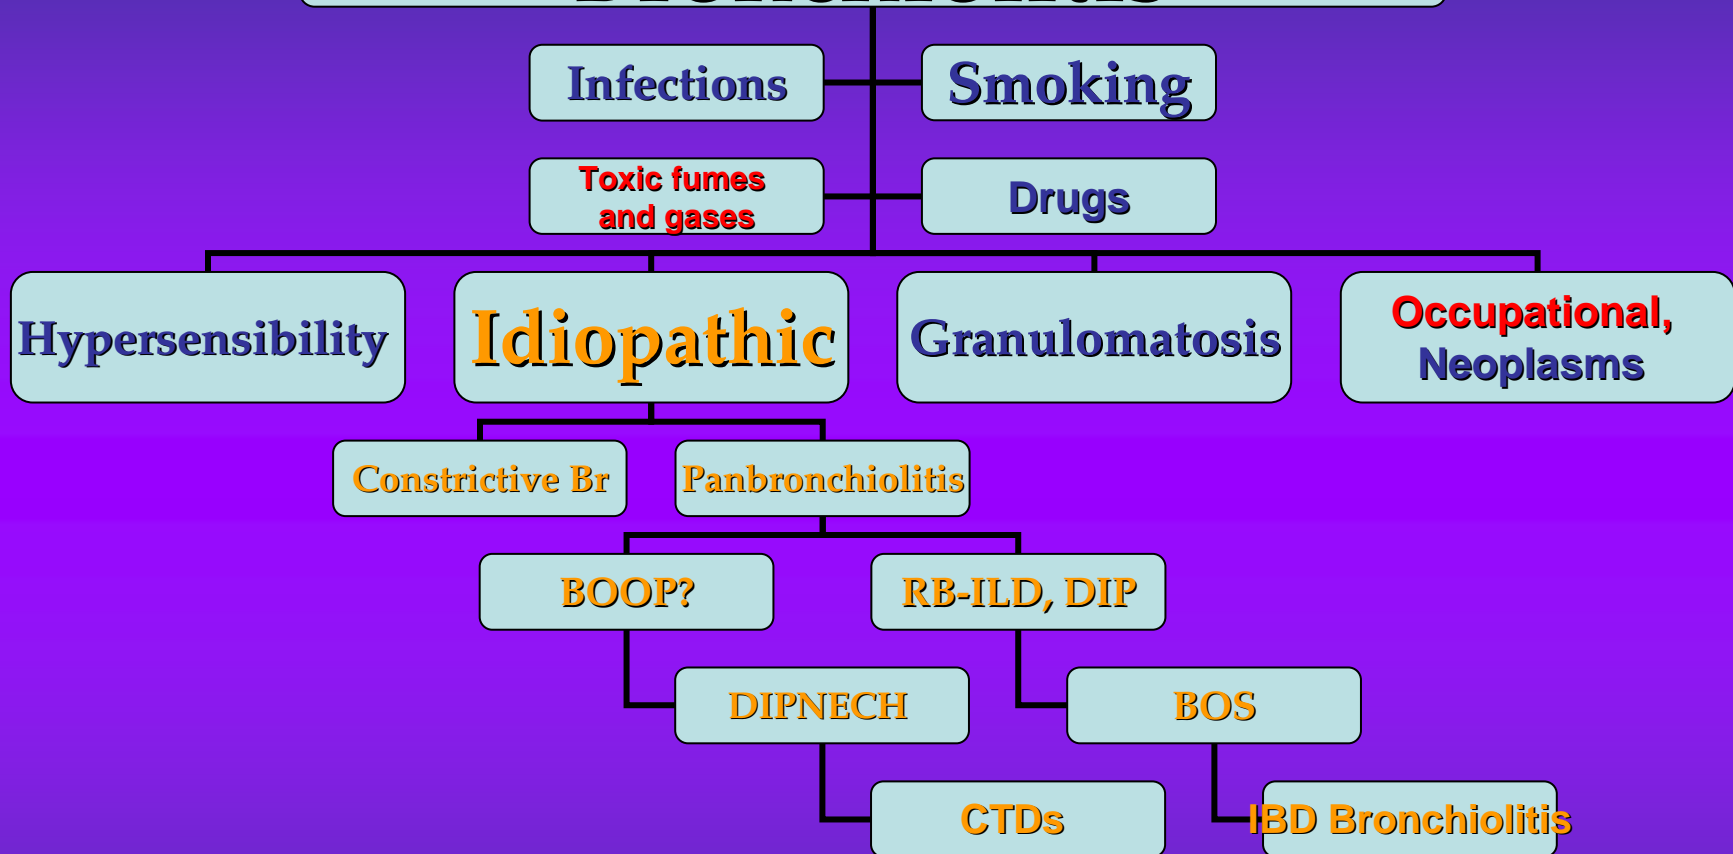 Bronchiolitis
Infections
Smoking
Toxic fumes
and gases
Drugs
Hypersensibility
Idiopathic
Granulomatosis
Occupational,
Neoplasms
Constrictive Br
Panbronchiolitis
BOOP?
RB-ILD, DIP
DIPNECH
BOS
CTDs
IBD Bronchiolitis